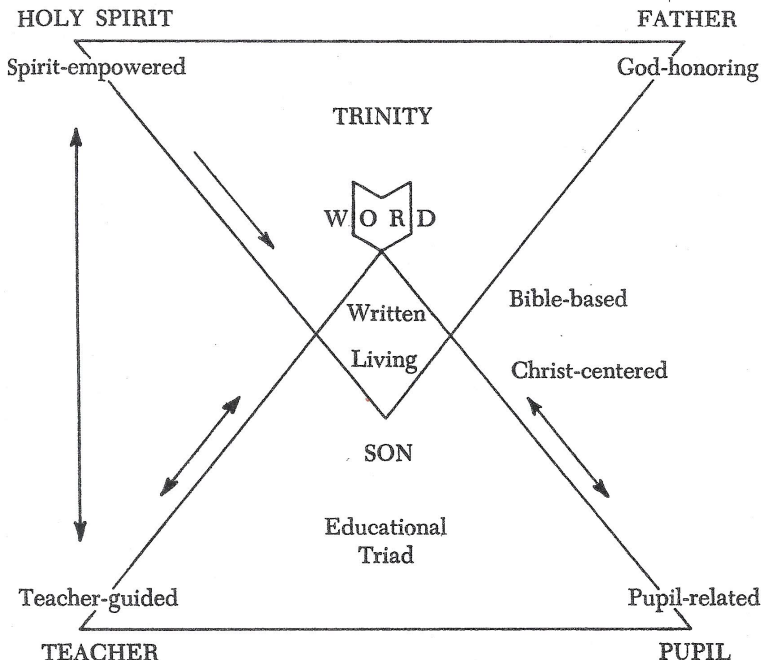 HOLY SPIRIT FATHER
Spirit-empowered God-honoring
TRINITY
WORD
Written
Bible-based
Living
Christ-centered
SON
Educational
Triad
Teacher-guided Pupil-related
TEACHER PUPIL